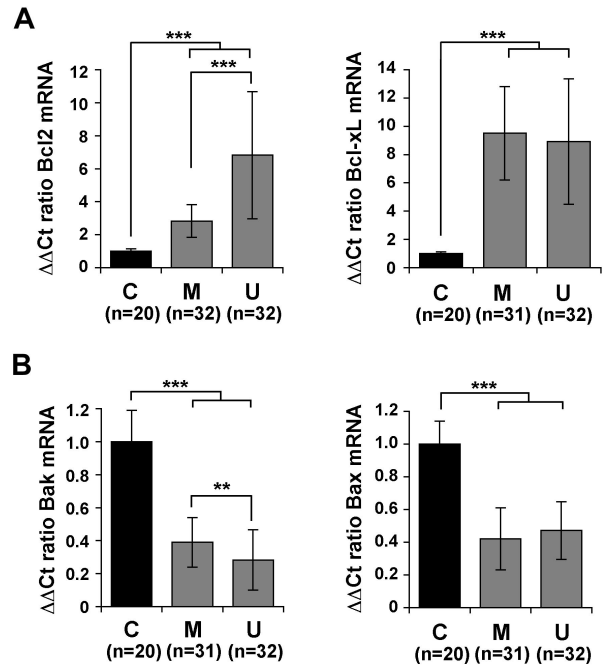 A
***
***
ΔΔCt ratio Bcl2 mRNA
12
10
8
6
4
2
0
C M U
(n=20) (n=32) (n=32)
***
ΔΔCt ratio Bcl-xL mRNA
14
12
10
8
6
4
2
0
C M U
(n=20) (n=31) (n=32)
B
***
**
ΔΔCt ratio Bak mRNA
1.2
1.0
0.8
0.6
0.4
0.2
0
C M U
(n=20) (n=31) (n=32)
***
ΔΔCt ratio Bax mRNA
1.2
1.0
0.8
0.6
0.4
0.2
0
C M U
(n=20) (n=31) (n=32)